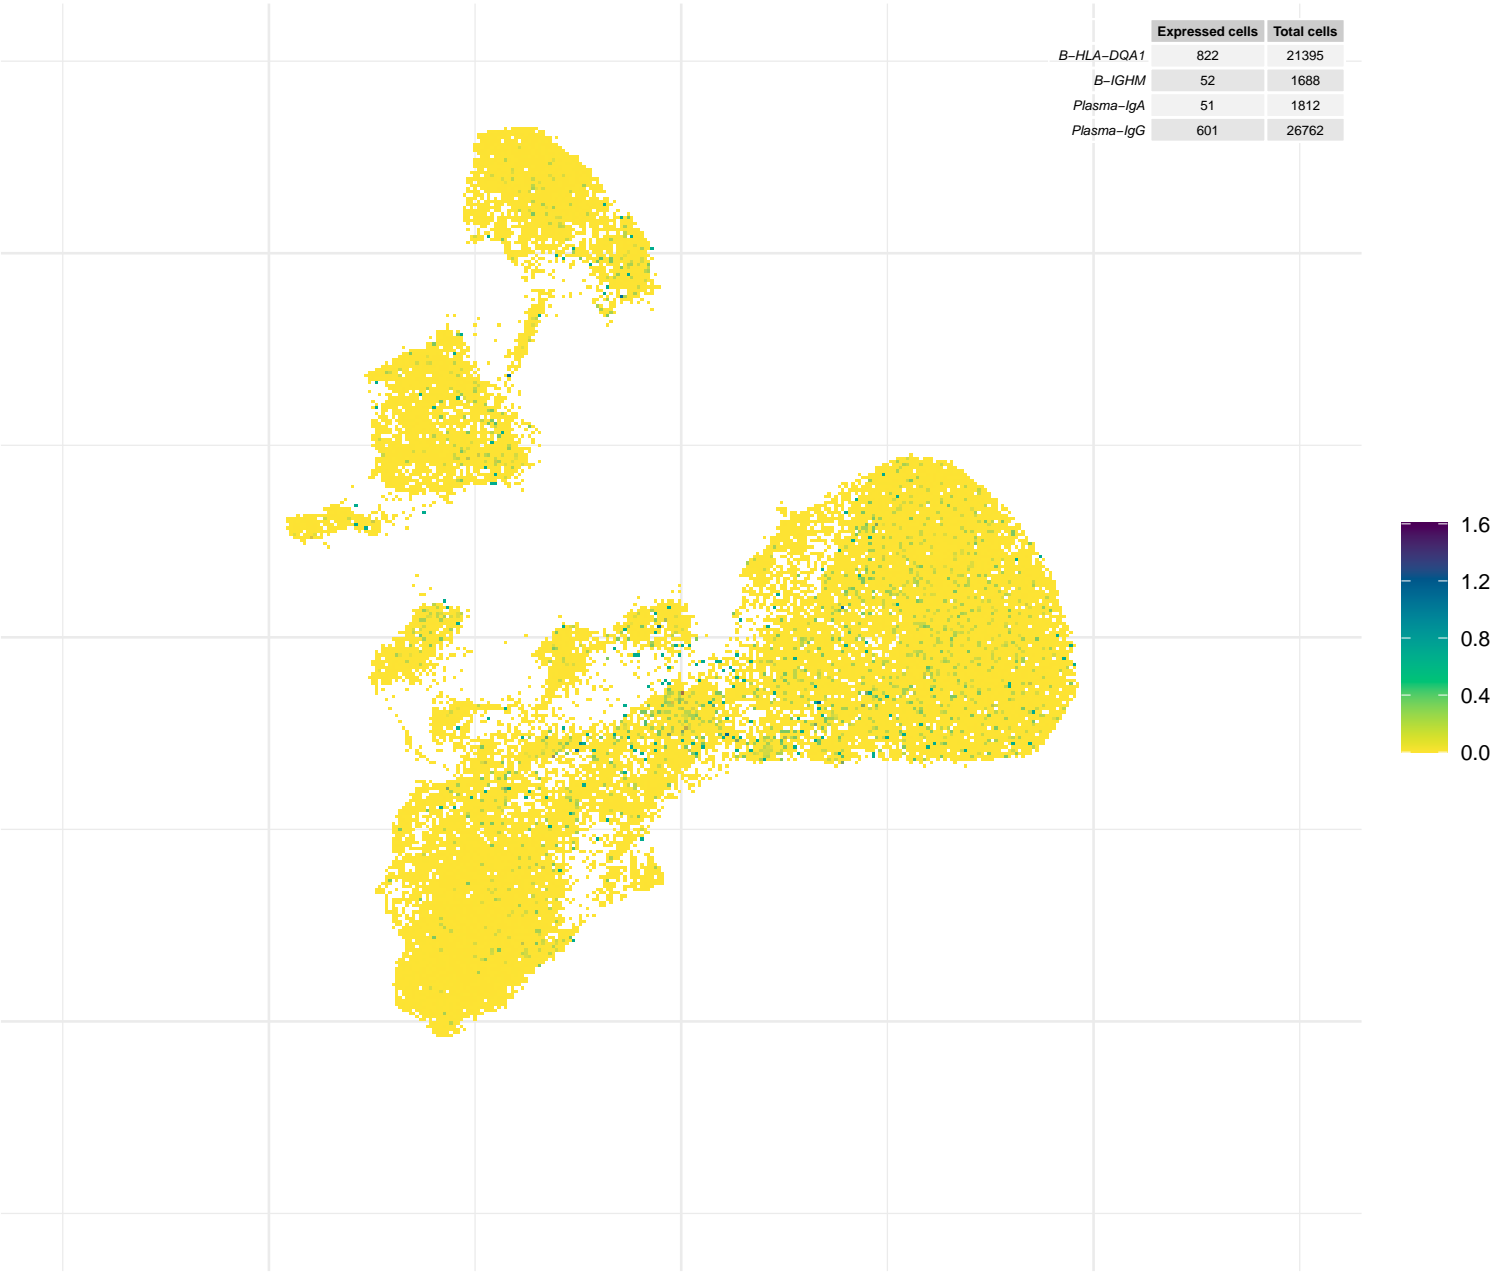 Expressed cells Total cells
B−HLA−DQA1 822 21395
B−IGHM 52 1688
Plasma−IgA 51 1812
Plasma−IgG 601 26762
1.6
1.2
0.8
0.4
0.0